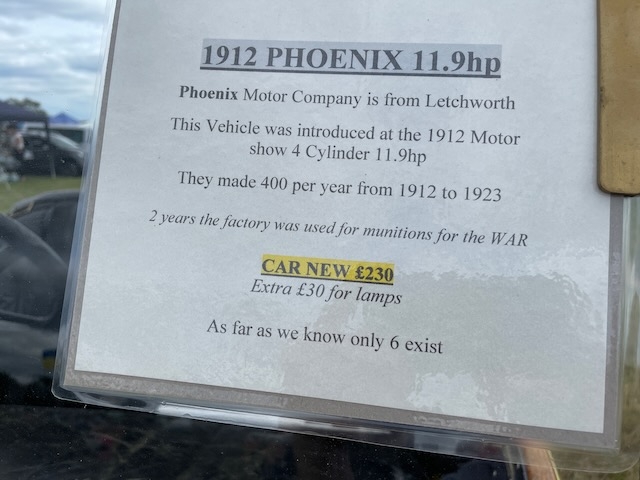 1912 PHOENIX 11.9hp
Phoenix Motor Company is from Letchworth
This Vehicle was introduced at the 1912 Motor
show 4 Cylinder 11.9hp
They made 400 per year from 1912 to 1923
2 years the factory was used for munitions for the WAR
CAR NEW £230
Extra £30 for lamps
As far as we know only 6 exist